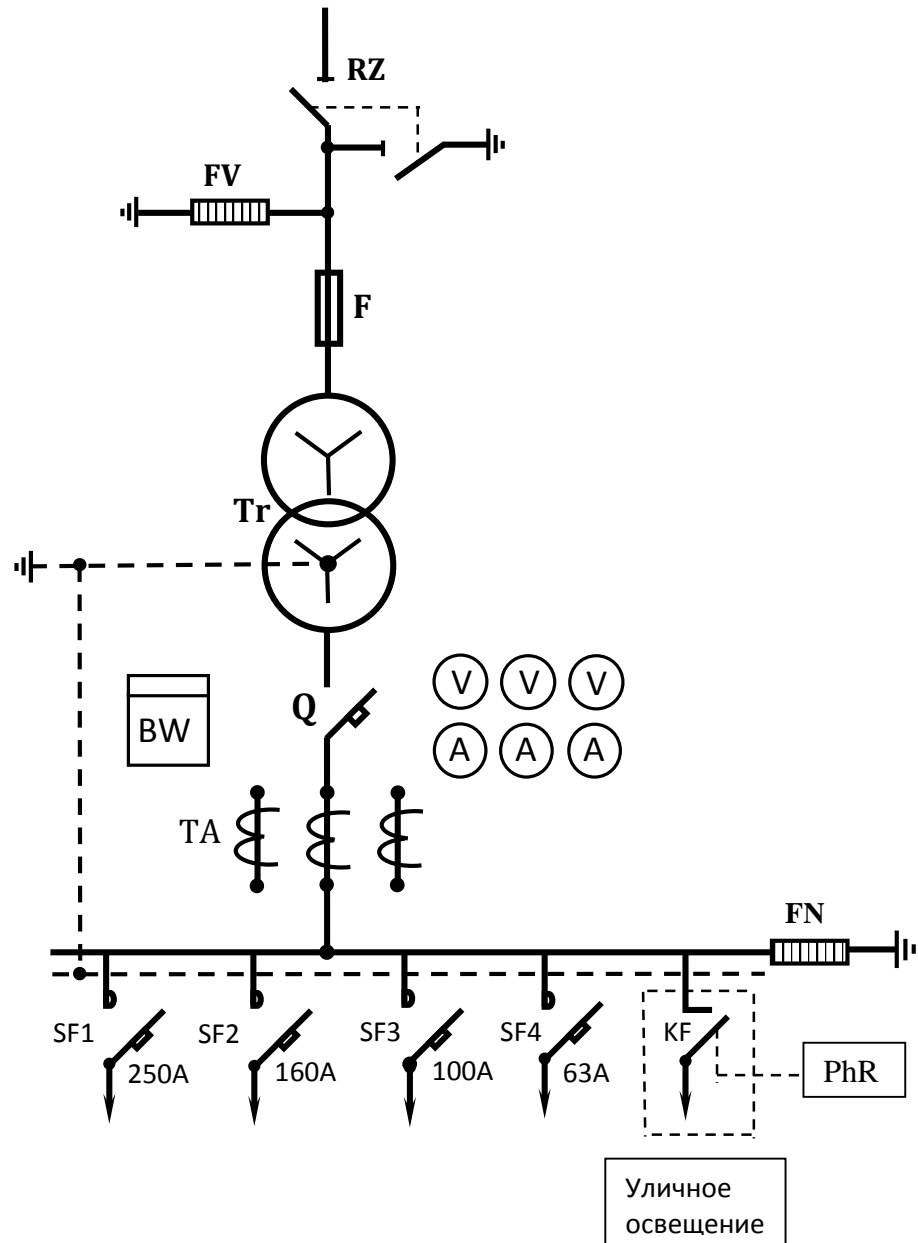 RZ
FV
F
Tr
V V V
Q
BW
A A A
TA
FN
SF1 SF2 SF3 SF4 KF
250A 160A 100A 63A PhR
Уличное
освещение